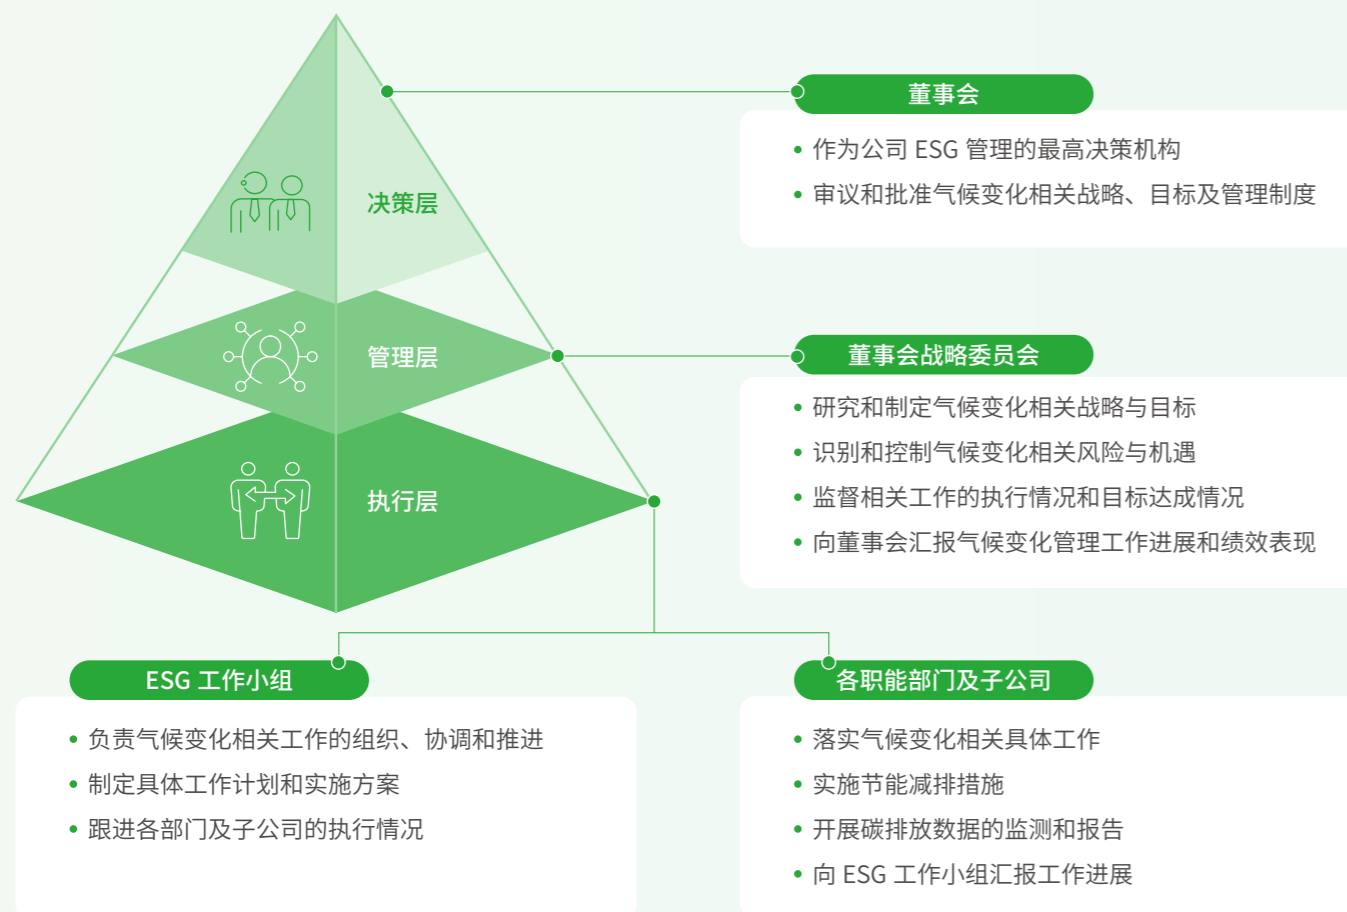 决策层
管理层
执行层
董事会
作为公司 ESG 管理的最高决策机构
审议和批准气候变化相关战略、目标及管理制度
董事会战略委员会
研究和制定气候变化相关战略与目标
识别和控制气候变化相关风险与机遇
监督相关工作的执行情况和目标达成情况
向董事会汇报气候变化管理工作进展和绩效表现
ESG 工作小组
负责气候变化相关工作的组织、协调和推进
制定具体工作计划和实施方案
跟进各部门及子公司的执行情况
各职能部门及子公司
落实气候变化相关具体工作
实施节能减排措施
开展碳排放数据的监测和报告
向 ESG 工作小组汇报工作进展